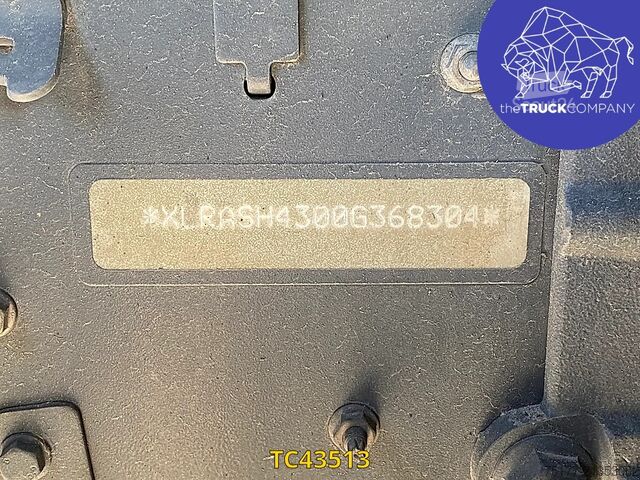 theTRUCKCOMPANY
*XLRASH4300G368304*
TC43513